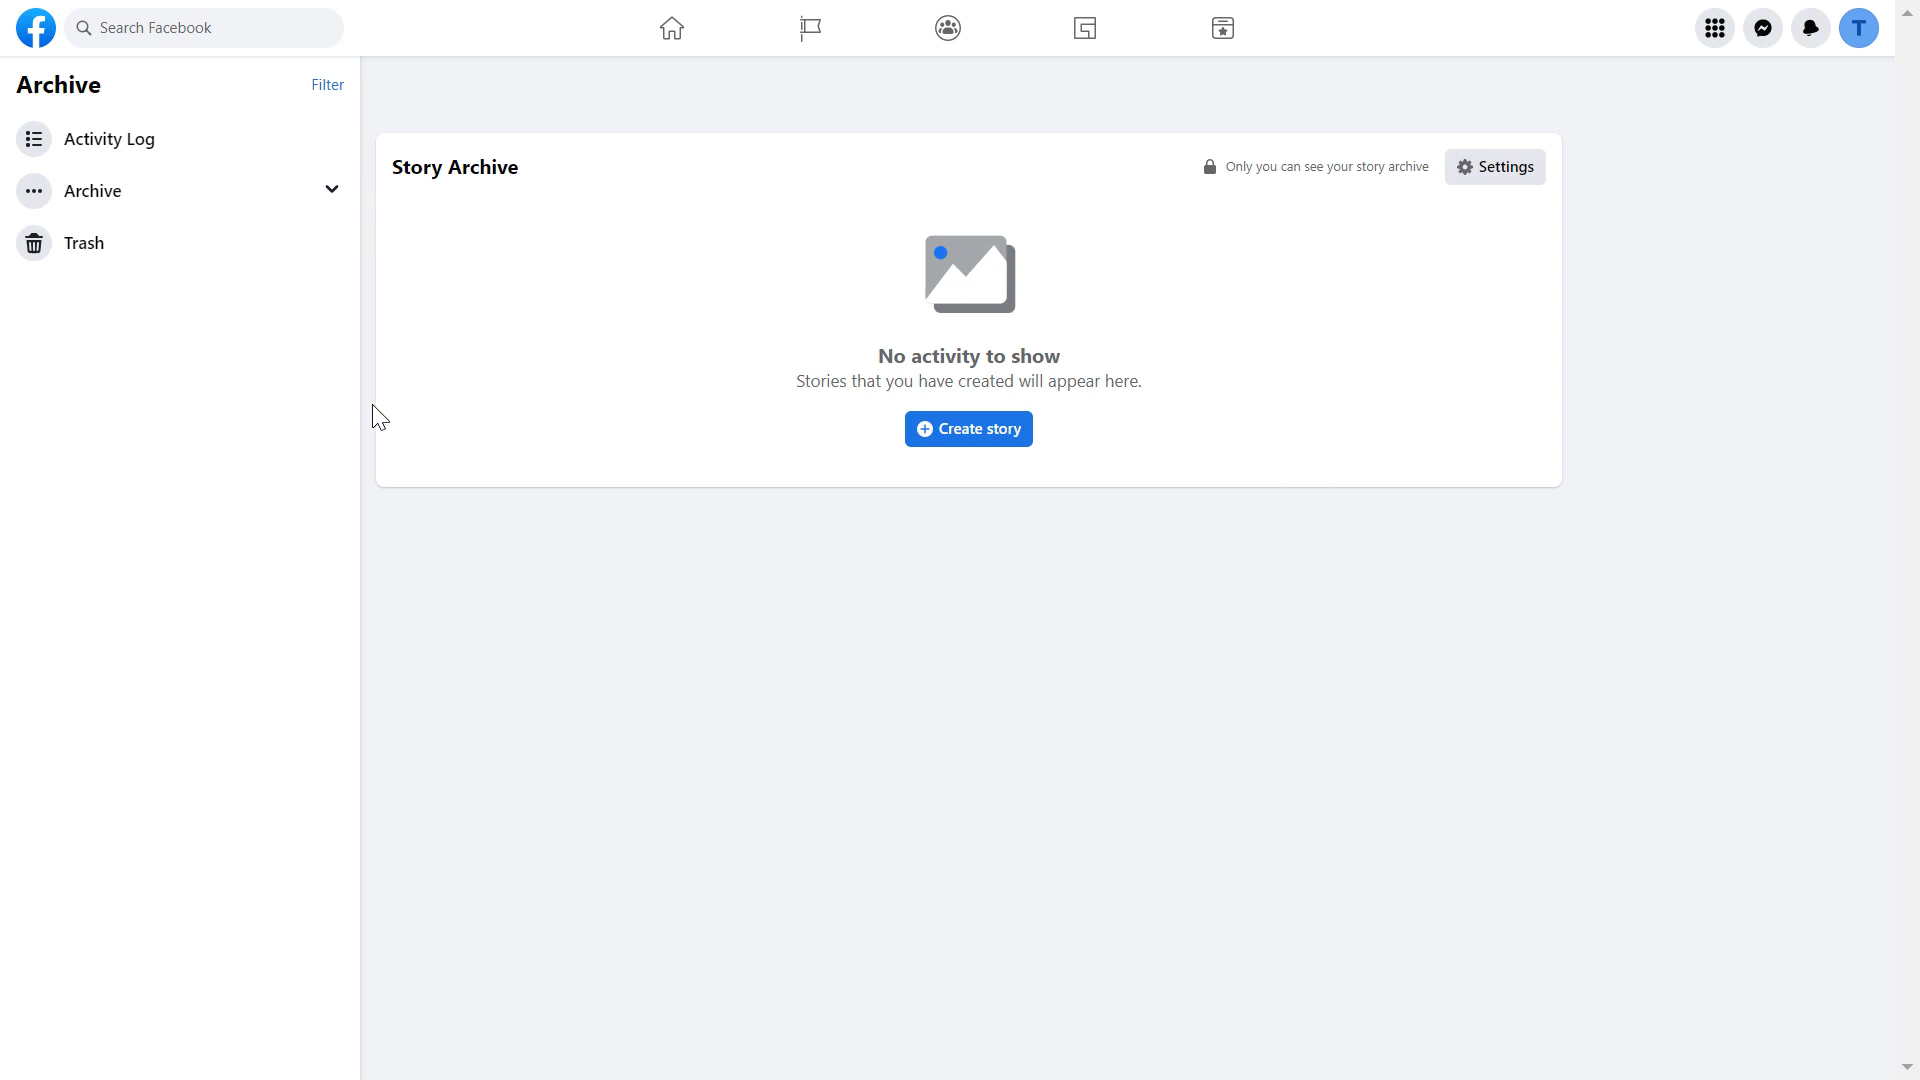 Search Facebook
T
Archive
Filter
Activity Log
Archive
Trash
Story Archive
Only you can see your story archive
Settings
No activity to show
Stories that you have created will appear here.
Create story